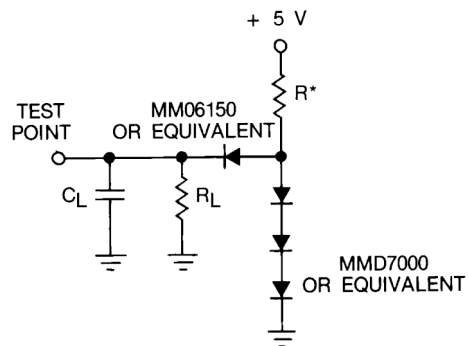 + 5 V
R*
TEST
POINT
MM06150
OR EQUIVALENT
CL
RL
MMD7000
OR EQUIVALENT